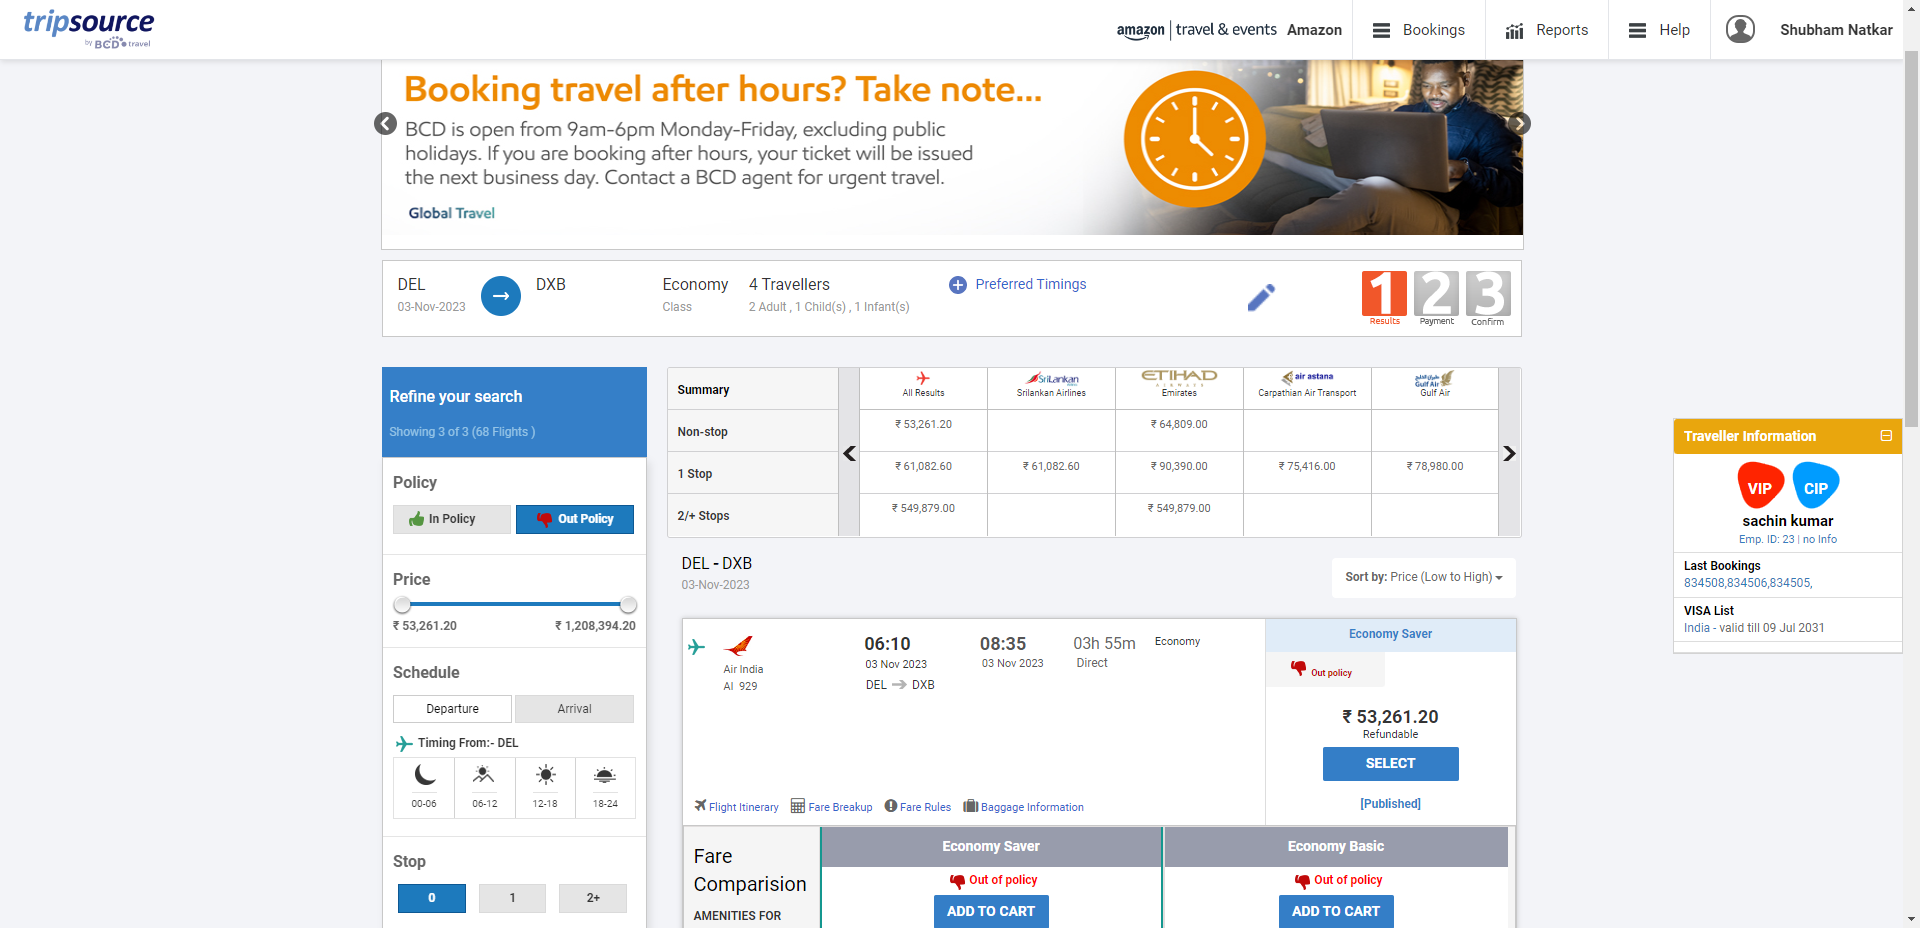 tripsource
by BCD travel
amazon | travel & events Amazon
Bookings
Reports
Help
Shubham Natkar
Booking travel after hours? Take note...
BCD is open from 9am-6pm Monday-Friday, excluding public
holidays. If you are booking after hours, your ticket will be issued
the next business day. Contact a BCD agent for urgent travel.
Global Travel
DEL
03-Nov-2023
DXB
Economy
Class
4 Travellers
2 Adult , 1 Child(s) , 1 Infant(s)
Preferred Timings
1 2 3
Results Payment Confirm
Refine your search
Showing 3 of 3 (68 Flights )
Policy
In Policy
Out Policy
Price
₹ 53,261.20
₹ 1,208,394.20
Schedule
Departure
Arrival
Timing From:- DEL
00-06
06-12
12-18
18-24
Stop
0
1
2+
Summary
All Results
SriLankan
Srilankan Airlines
ETIHAD
AIRWAYS
Emirates
air astana
Carpathian Air Transport
Gulf Air
Gulf Air
Non-stop
₹ 53,261.20
₹ 64,809.00
1 Stop
₹ 61,082.60
₹ 61,082.60
₹ 90,390.00
₹ 75,416.00
₹ 78,980.00
2/+ Stops
₹ 549,879.00
₹ 549,879.00
DEL - DXB
03-Nov-2023
Sort by: Price (Low to High)
Air India
AI 929
06:10
03 Nov 2023
DEL DXB
08:35
03 Nov 2023
03h 55m
Direct
Economy
Economy Saver
Out policy
₹ 53,261.20
Refundable
SELECT
[Published]
Flight Itinerary
Fare Breakup
Fare Rules
Baggage Information
Fare
Comparision
AMENITIES FOR
Economy Saver
Out of policy
ADD TO CART
Economy Basic
Out of policy
ADD TO CART
Traveller Information
VIP
CIP
sachin kumar
Emp. ID: 23 | no Info
Last Bookings
834508,834506,834505,
VISA List
India - valid till 09 Jul 2031